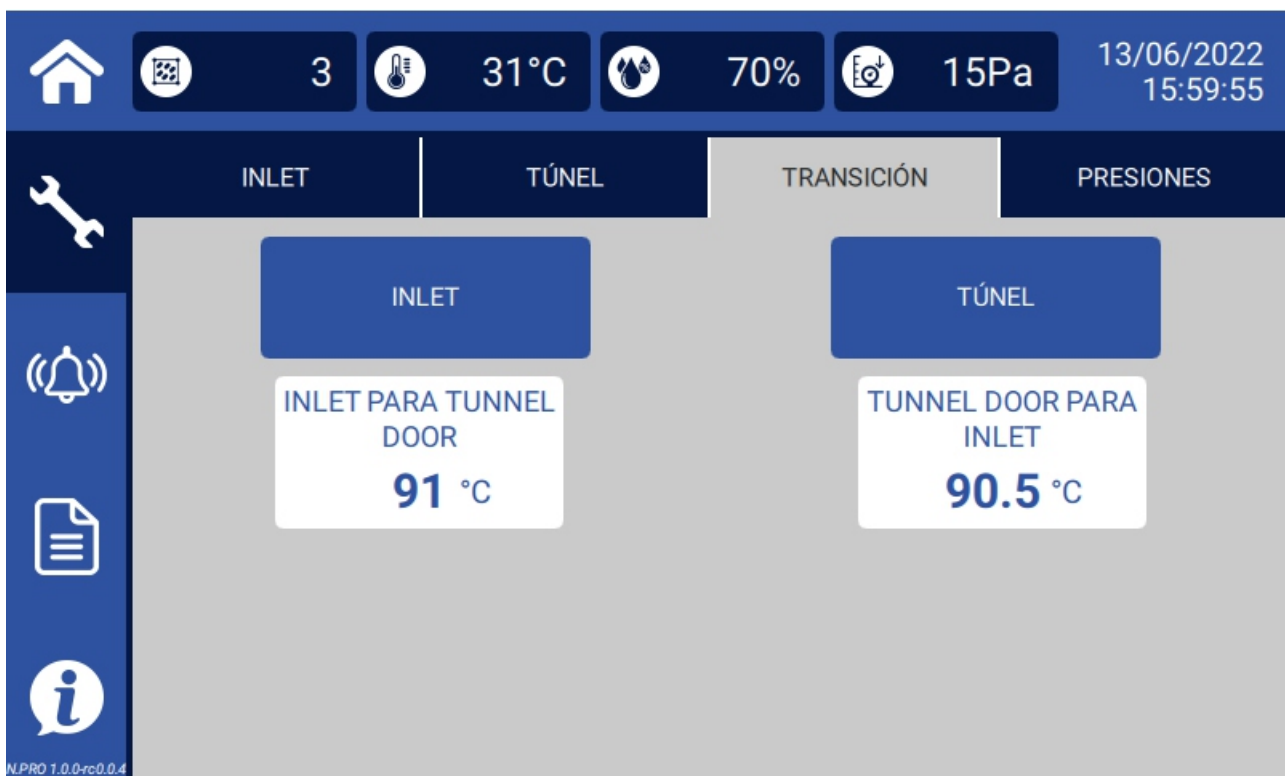 3 31°C 70% 15Pa 13/06/2022
15:59:55
INLET TÚNEL TRANSICIÓN PRESIONES
INLET TÚNEL
INLET PARA TUNNEL
DOOR
91 °C
TUNNEL DOOR PARA
INLET
90.5 °C
N.PRO 1.0.0-rc0.0.4